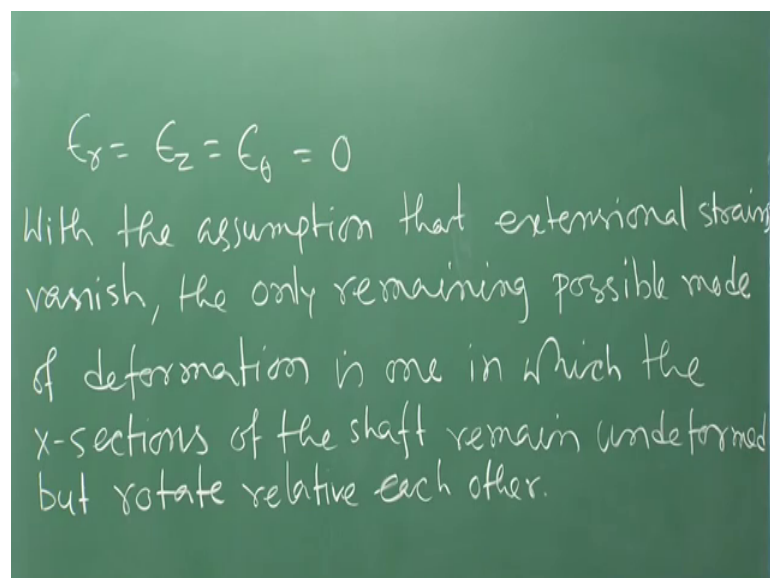 ϵr = ϵz = ϵθ = 0
With the assumption that extensional strains
vanish, the only remaining possible mode
of deformation is one in which the
x-sections of the shaft remain undeformed
but rotate relative each other.